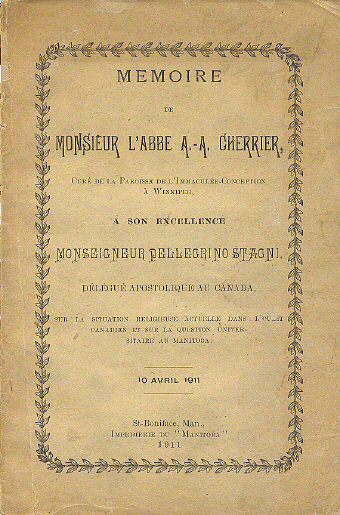 MEMOIRE
DE
MONSIEUR L'ABBE A.-A. CHERRIER,
CURÉ DE LA PAROISSE DE L'IMMACULÉE-CONCEPTION
À WINNIPEG,
A SON EXCELLENCE
MONSEIGNEUR PELLEGRINO STAGNI,
DÉLÉGUÉ APOSTOLIQUE AU CANADA,
SUR LA SITUATION RELIGIEUSE ACTUELLE DANS L'OUEST
CANADIEN ET SUR LA QUESTION UNIVER-
SITAIRE AU MANITOBA.
10 AVRIL 1911
St-Boniface, Man.,
IMPRIMERIE DU "MANITOBA"
1911